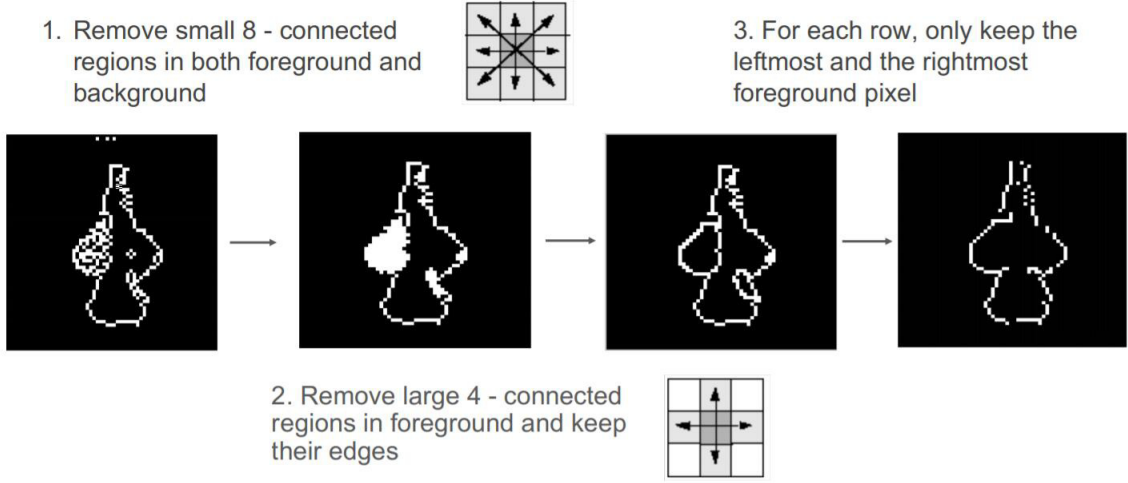 1. Remove small 8 - connected
regions in both foreground and
background
3. For each row, only keep the
leftmost and the rightmost
foreground pixel
2. Remove large 4 - connected
regions in foreground and keep
their edges